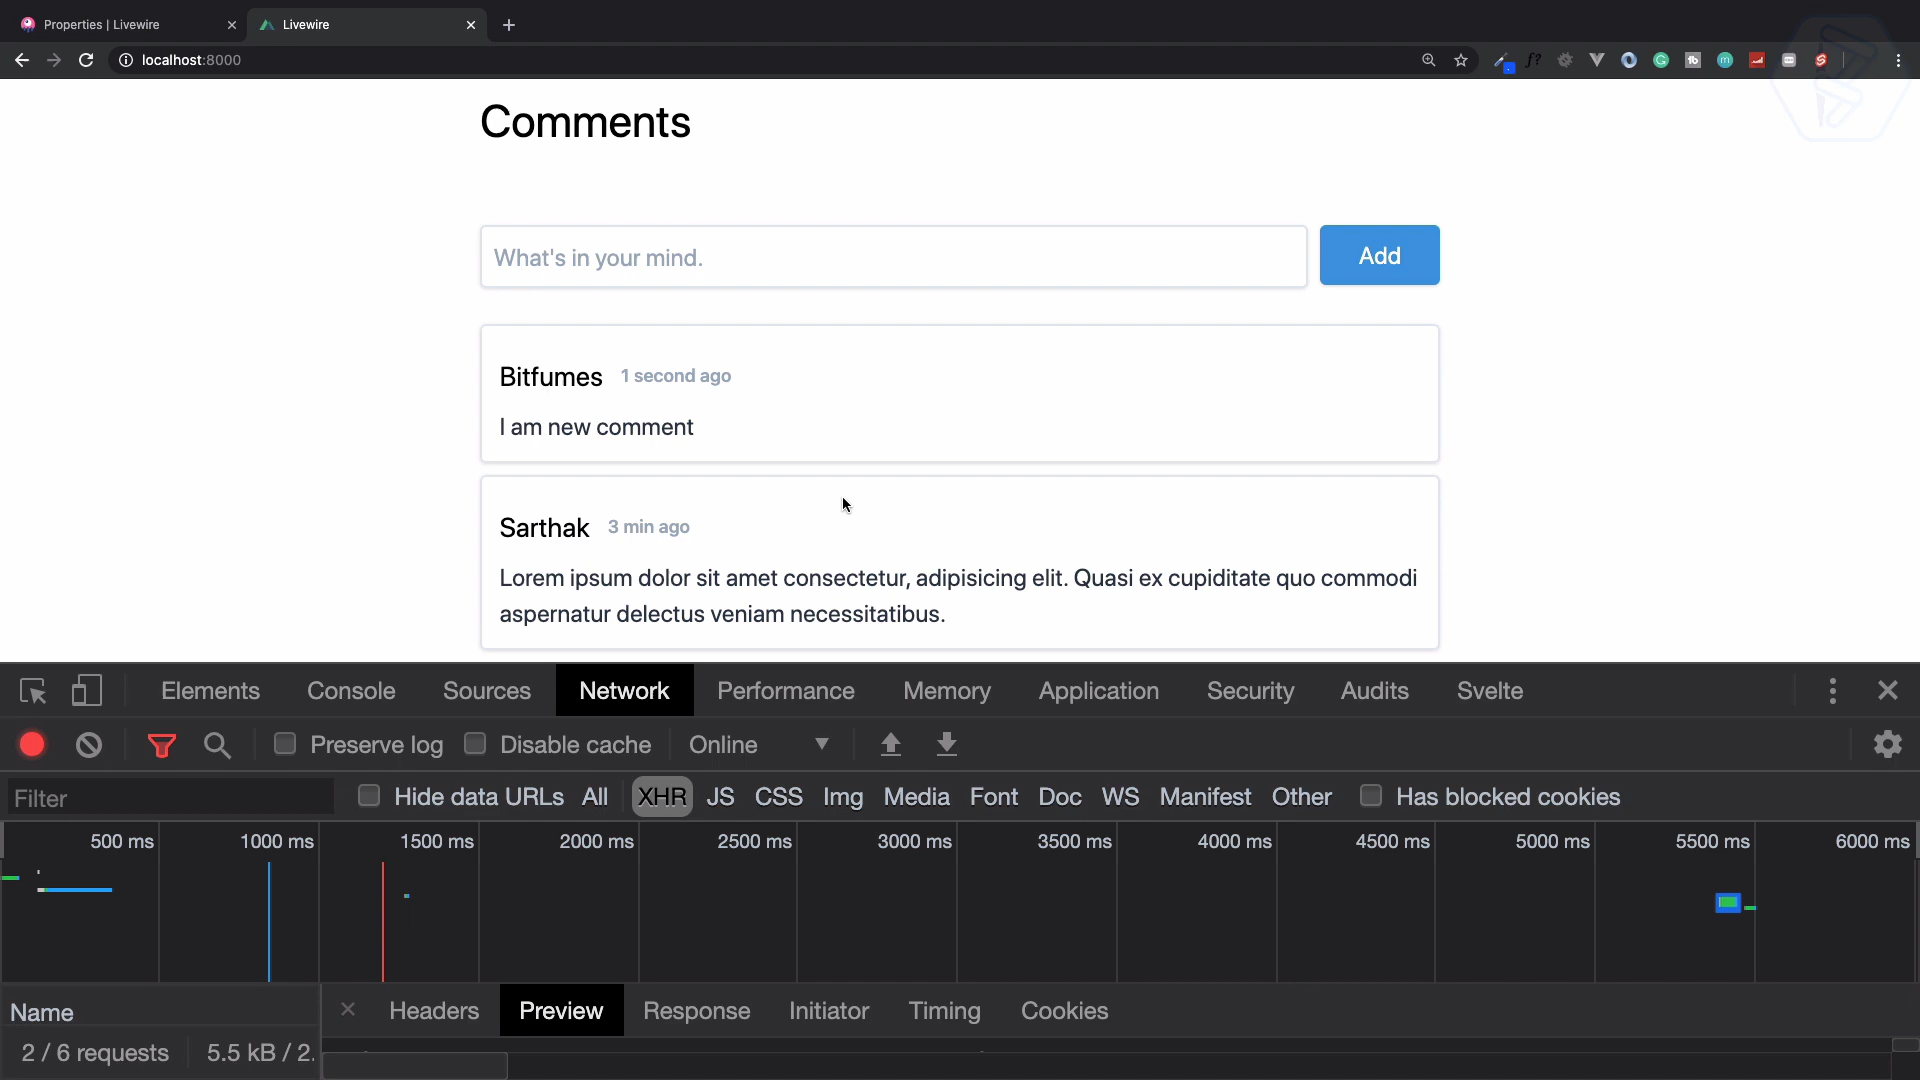 Properties | Livewire
Livewire
localhost:8000
Comments
What's in your mind.
Add
Bitfumes 1 second ago
I am new comment
Sarthak 3 min ago
Lorem ipsum dolor sit amet consectetur, adipisicing elit. Quasi ex cupiditate quo commodi
aspernatur delectus veniam necessitatibus.
Elements Console Sources Network Performance Memory Application Security Audits Svelte
Preserve log Disable cache Online
Filter Hide data URLs All XHR JS CSS Img Media Font Doc WS Manifest Other Has blocked cookies
500 ms 1000 ms 1500 ms 2000 ms 2500 ms 3000 ms 3500 ms 4000 ms 4500 ms 5000 ms 5500 ms 6000 ms
Name Headers Preview Response Initiator Timing Cookies
2 / 6 requests 5.5 kB / 2.